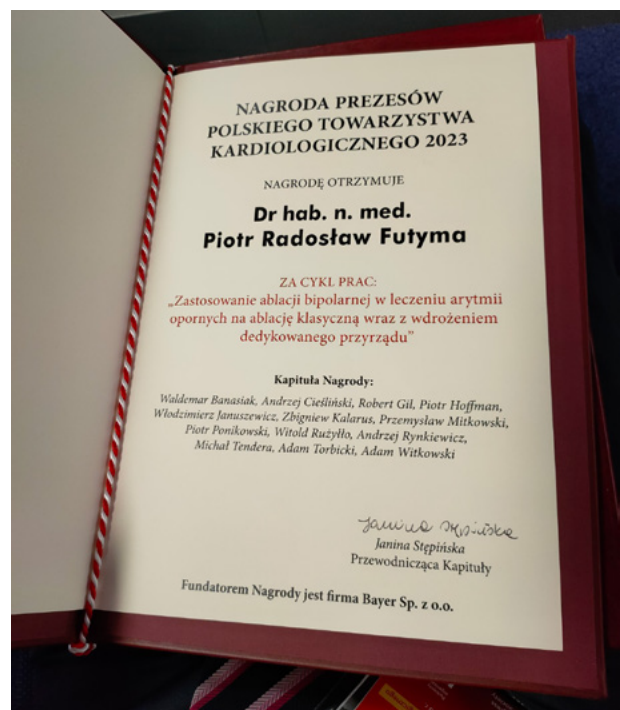 NAGRODA PREZESÓW
POLSKIEGO TOWARZYSTWA
KARDIOLOGICZNEGO 2023
NAGRODĘ OTRZYMUJE
Dr hab. n. med.
Piotr Radosław Futyma
ZA CYKL PRAC:
„Zastosowanie ablacji bipolarnej w leczeniu arytmii
opornych na ablację klasyczną wraz z wdrożeniem
dedykowanego przyrządu”
Kapituła Nagrody:
Waldemar Banasiak, Andrzej Cieśliński, Robert Gil, Piotr Hoffman,
Włodzimierz Januszewicz, Zbigniew Kalarus, Przemysław Mitkowski,
Piotr Ponikowski, Witold Rużyłło, Andrzej Rynkiewicz,
Michał Tendera, Adam Torbicki, Adam Witkowski
Janina Stępińska
Janina Stępińska
Przewodnicząca Kapituły
Fundatorem Nagrody jest firma Bayer Sp. z o.o.